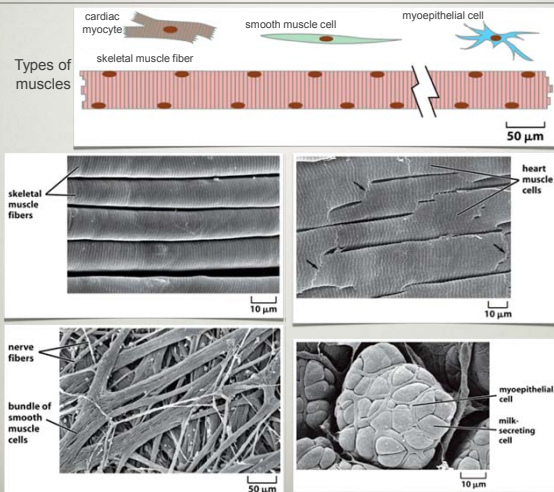 cardiac
myocyte
smooth muscle cell
myoepithelial cell
skeletal muscle fiber
Types of
muscles
50 μm
skeletal
muscle
fibers
10 μm
heart
muscle
cells
10 μm
nerve
fibers
bundle of
smooth
muscle
cells
50 μm
myoepithelial
cell
milk-
secreting
cell
10 μm